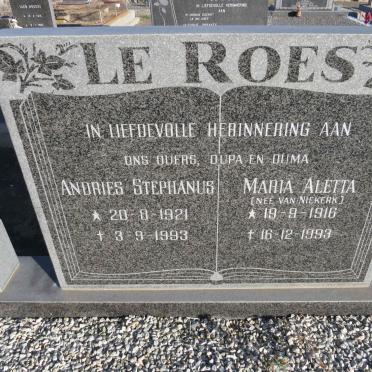 LE ROES
IN LIEFDEVOLLE HERINNERING AAN
ONS OUERS, OUPA EN OUMA
ANDRIES STEPHANUS
★ 20-8-1921
† 3-9-1993
MARIA ALETTA
(NEE VAN NIEKERK)
★ 19-9-1916
† 16-12-1993